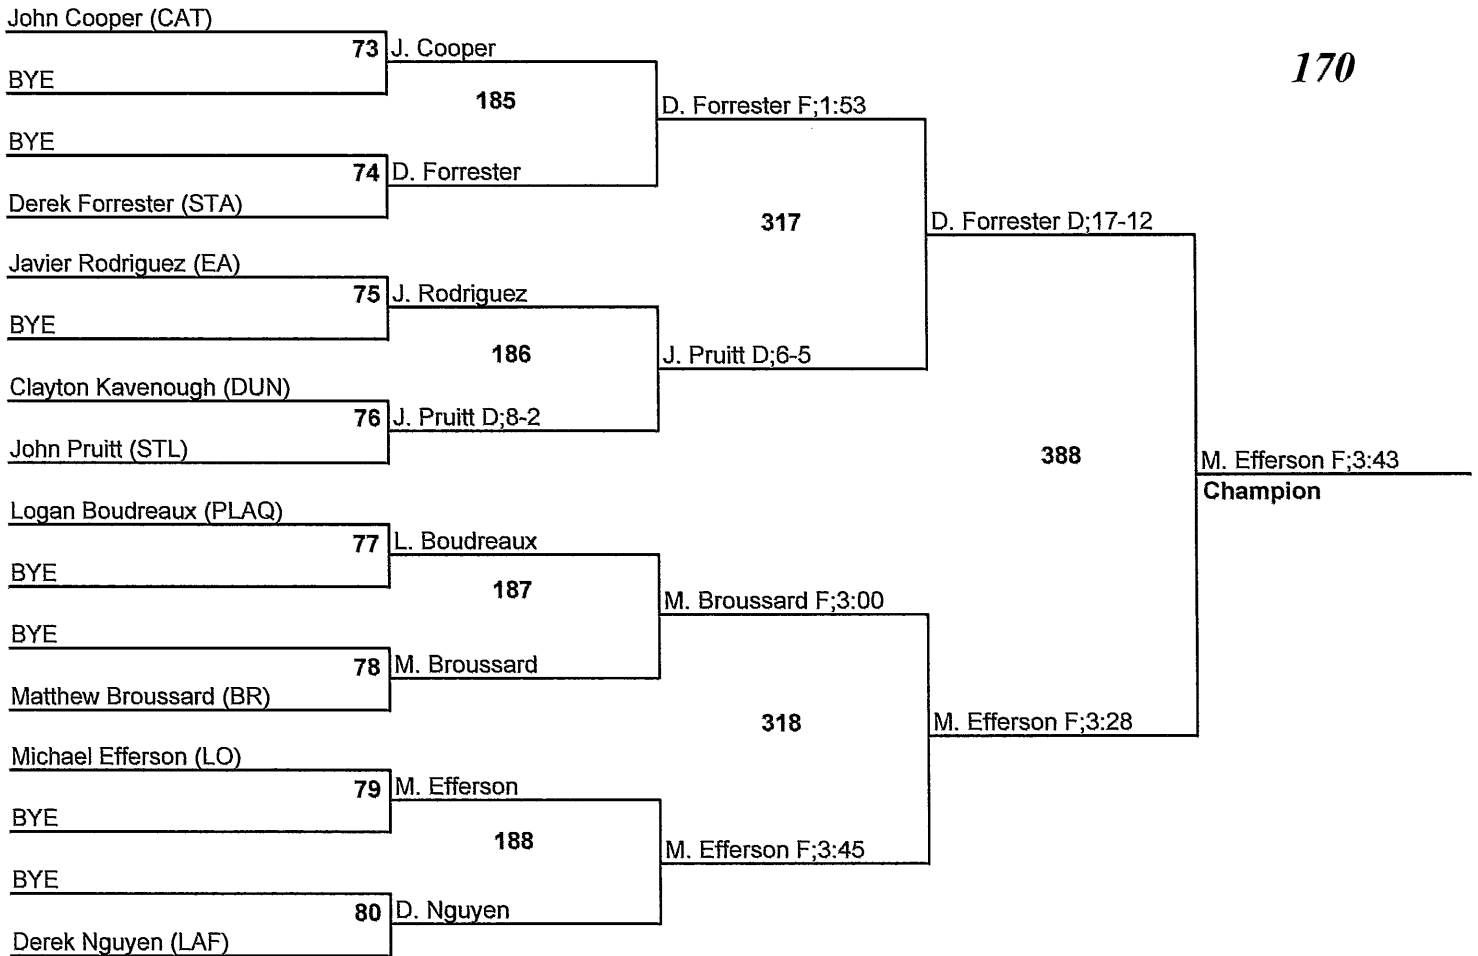 170
John Cooper (CAT)
73 J. Cooper
BYE
185
D. Forrester F;1:53
BYE
74 D. Forrester
Derek Forrester (STA)
317
D. Forrester D;17-12
Javier Rodriguez (EA)
75 J. Rodriguez
BYE
186
J. Pruitt D;6-5
Clayton Kavenough (DUN)
76 J. Pruitt D;8-2
John Pruitt (STL)
388
M. Efferson F;3:43
Champion
Logan Boudreaux (PLAQ)
77 L. Boudreaux
BYE
187
M. Broussard F;3:00
BYE
78 M. Broussard
Matthew Broussard (BR)
318
M. Efferson F;3:28
Michael Efferson (LO)
79 M. Efferson
BYE
188
M. Efferson F;3:45
BYE
80 D. Nguyen
Derek Nguyen (LAF)